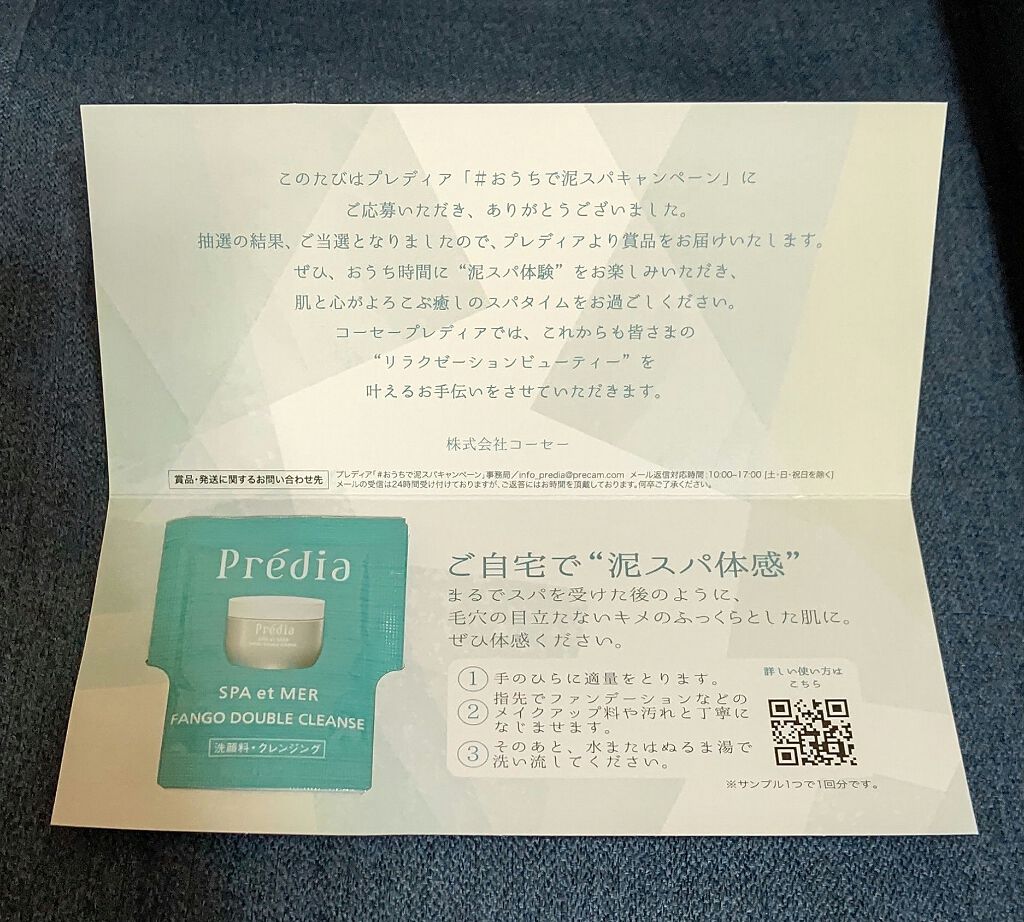 このたびはプレディア「#おうちで泥スパキャンペーン」に
ご応募いただき、ありがとうございました。
抽選の結果、ご当選となりましたので、プレディアより賞品をお届けいたします。
ぜひ、おうち時間に“泥スパ体験”をお楽しみいただき、
肌と心がよろこぶ癒しのスパタイムをお過ごしください。
コーセープレディアでは、これからも皆さまの
“リラクゼーションビューティー”を
叶えるお手伝いをさせていただきます。
株式会社コーセー
賞品・発送に関するお問い合わせ先
プレディア「#おうちで泥スパキャンペーン」事務局／info_predia@precam.com メール返信対応時間:10:00–17:00 [土・日・祝日を除く]
メールの受信は24時間受け付けておりますが、ご返答にはお時間を頂戴しております。何卒ご了承ください。
Prédia
Prédia
SPA et MER
FANGO DOUBLE CLEANSE
SPA et MER
FANGO DOUBLE CLEANSE
洗顔料・クレンジング
ご自宅で“泥スパ体感”
まるでスパを受けた後のように、
毛穴の目立たないキメのふっくらとした肌に。
ぜひ体感ください。
① 手のひらに適量をとります。
② 指先でファンデーションなどの
メイクアップ料や汚れと丁寧に
なじませます。
③ そのあと、水またはぬるま湯で
洗い流してください。
詳しい使い方は
こちら
※サンプル1つで1回分です。